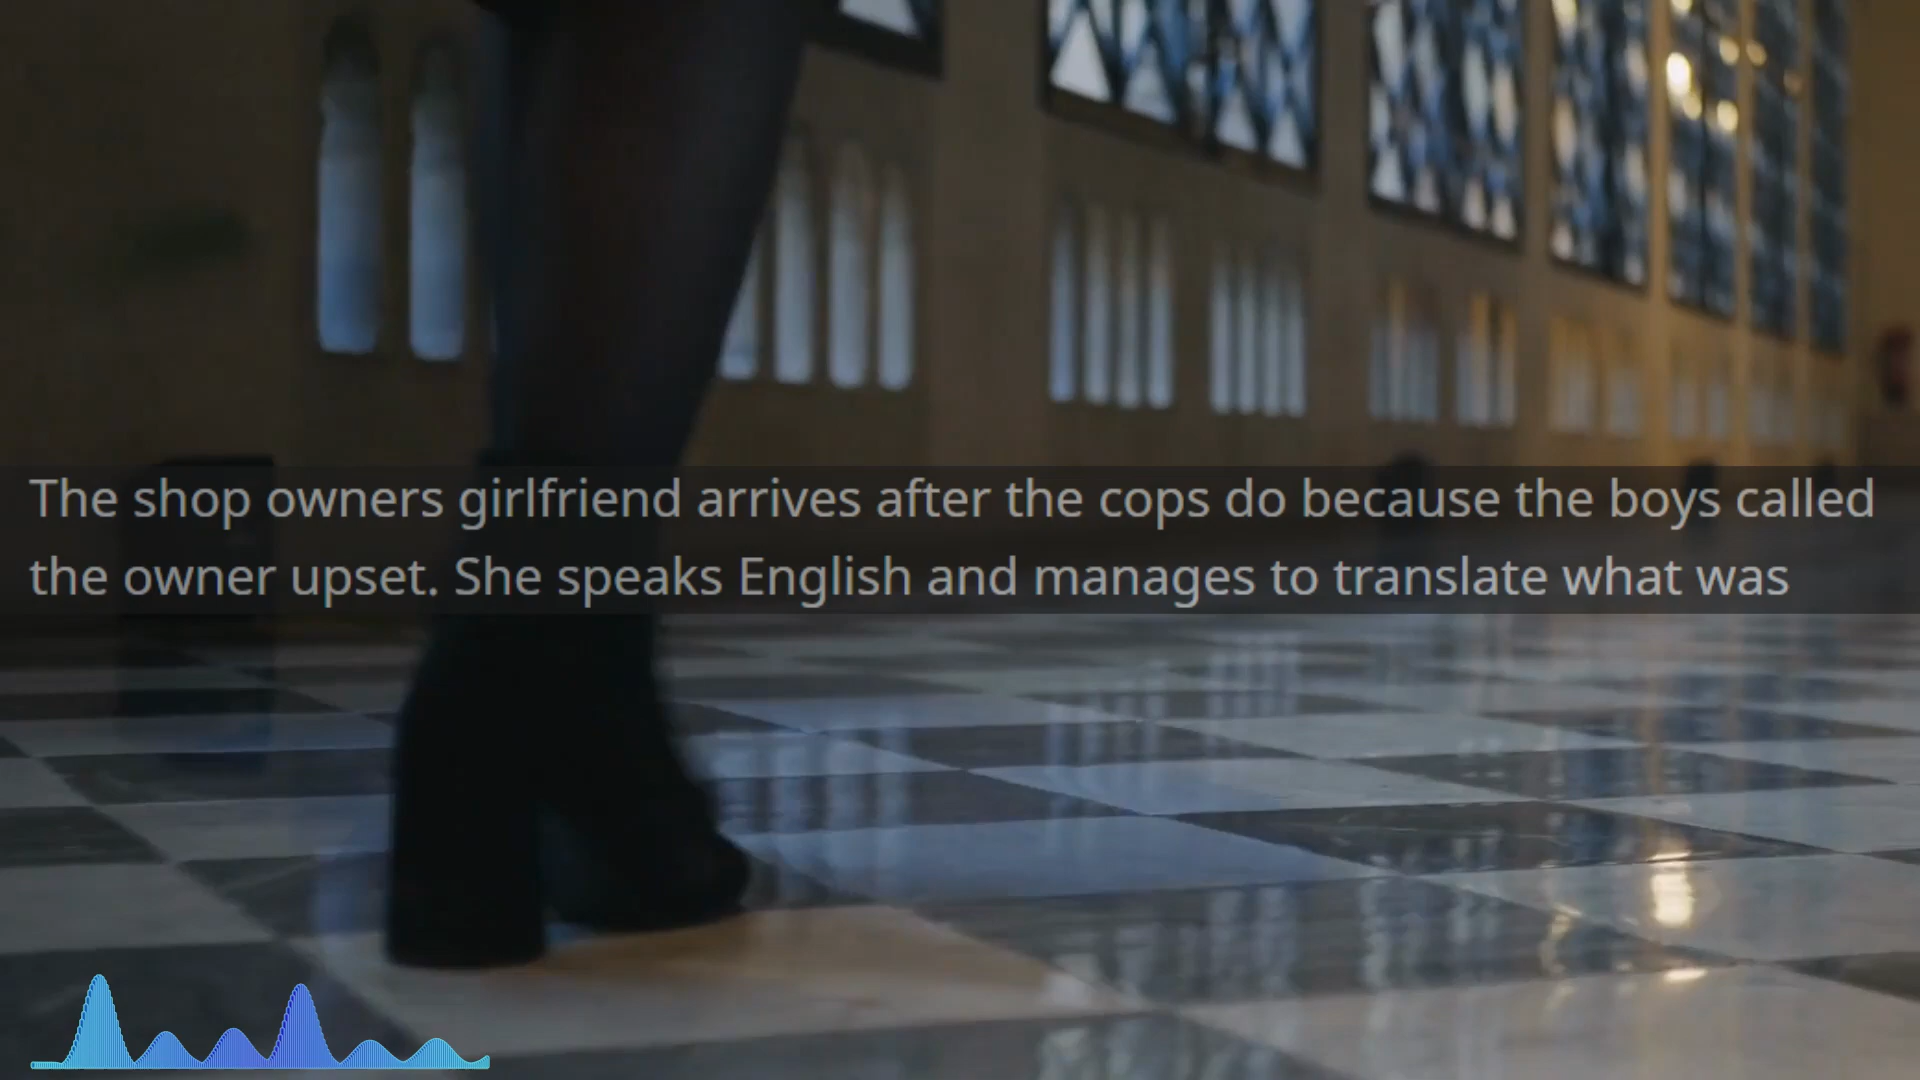 The shop owners girlfriend arrives after the cops do because the boys called
the owner upset. She speaks English and manages to translate what was